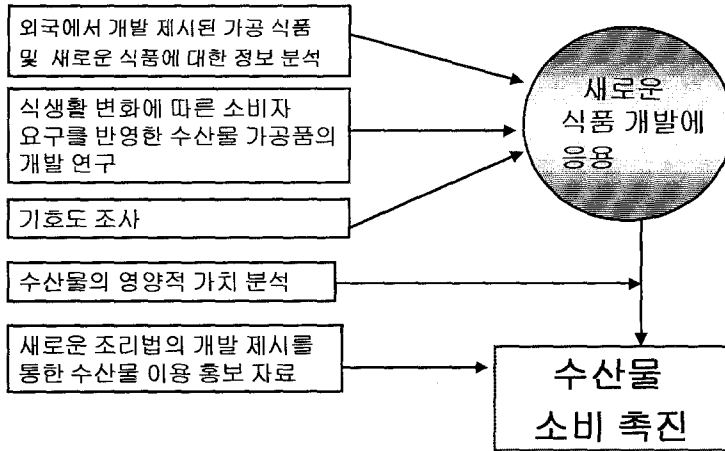 외국에서 개발 제시된 가공 식품
및 새로운 식품에 대한 정보 분석
식생활 변화에 따른 소비자
요구를 반영한 수산물 가공품의
개발 연구
기호도 조사
수산물의 영양적 가치 분석
새로운 조리법의 개발 제시를
통한 수산물 이용 홍보 자료
새로운
식품 개발에
응용
수산물
소비 촉진